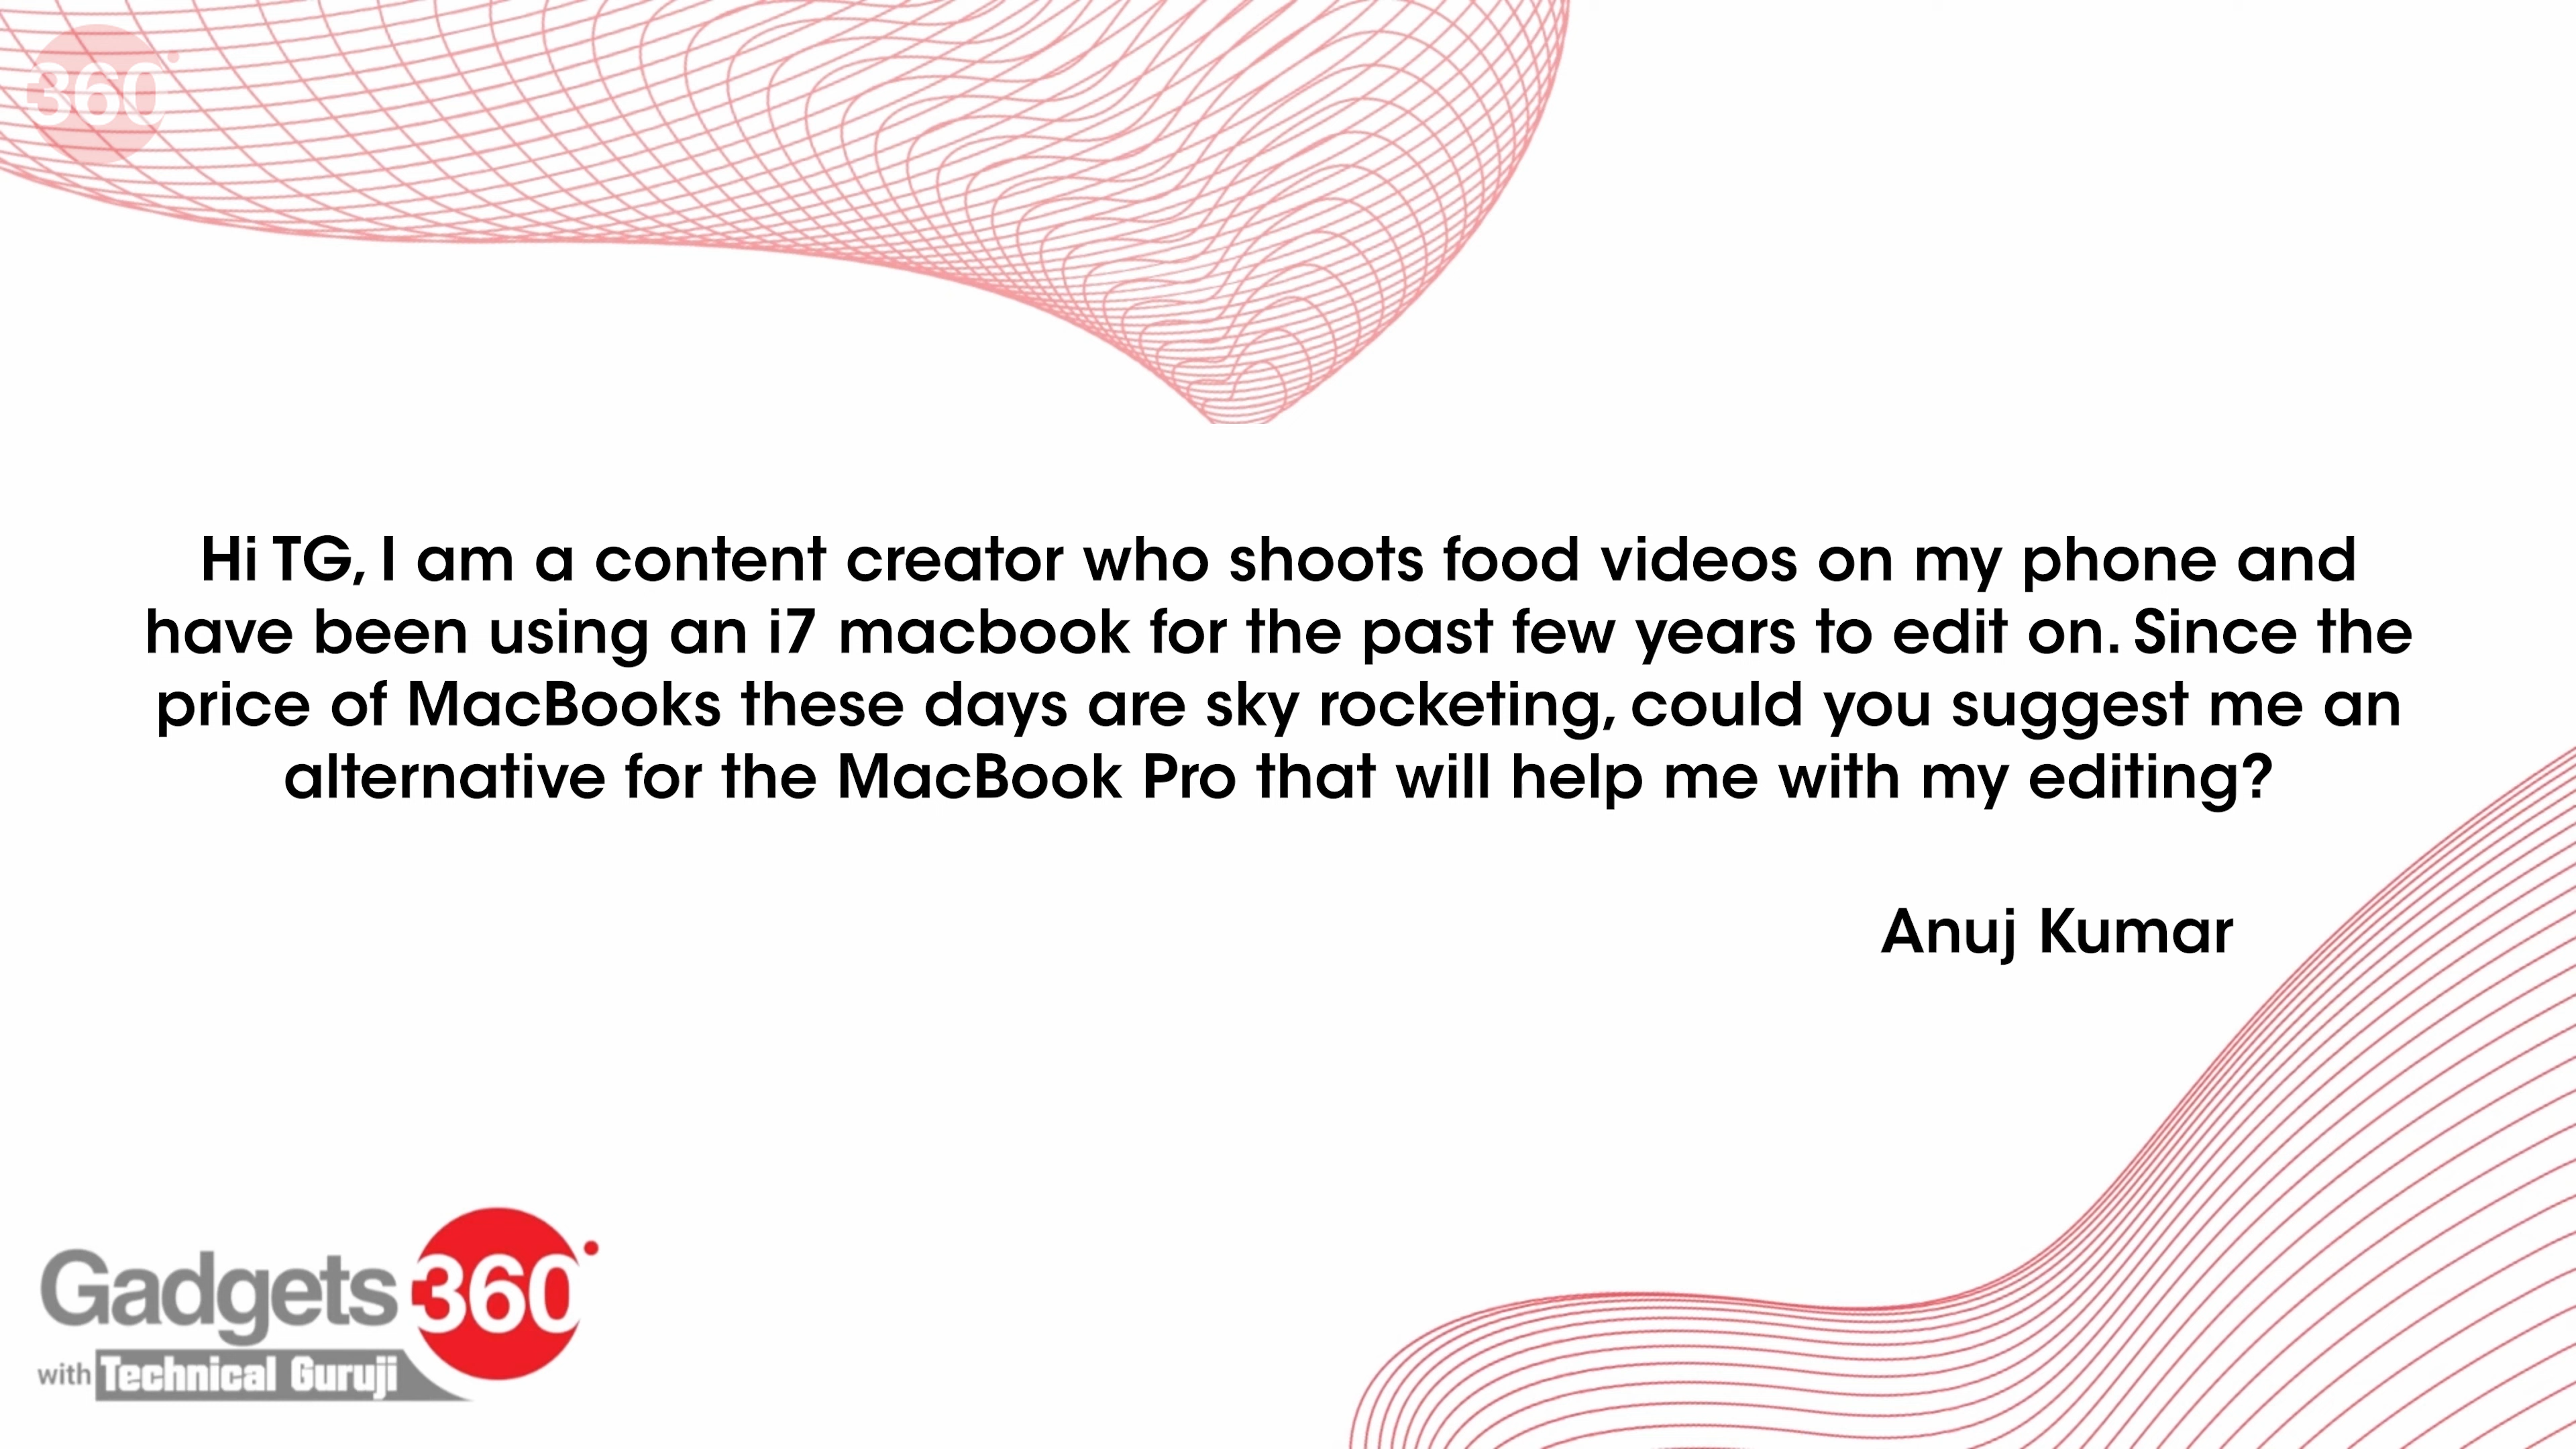 360°
Hi TG, I am a content creator who shoots food videos on my phone and
have been using an i7 macbook for the past few years to edit on. Since the
price of MacBooks these days are sky rocketing, could you suggest me an
alternative for the MacBook Pro that will help me with my editing?
Anuj Kumar
Gadgets 360°
with Technical Guruji